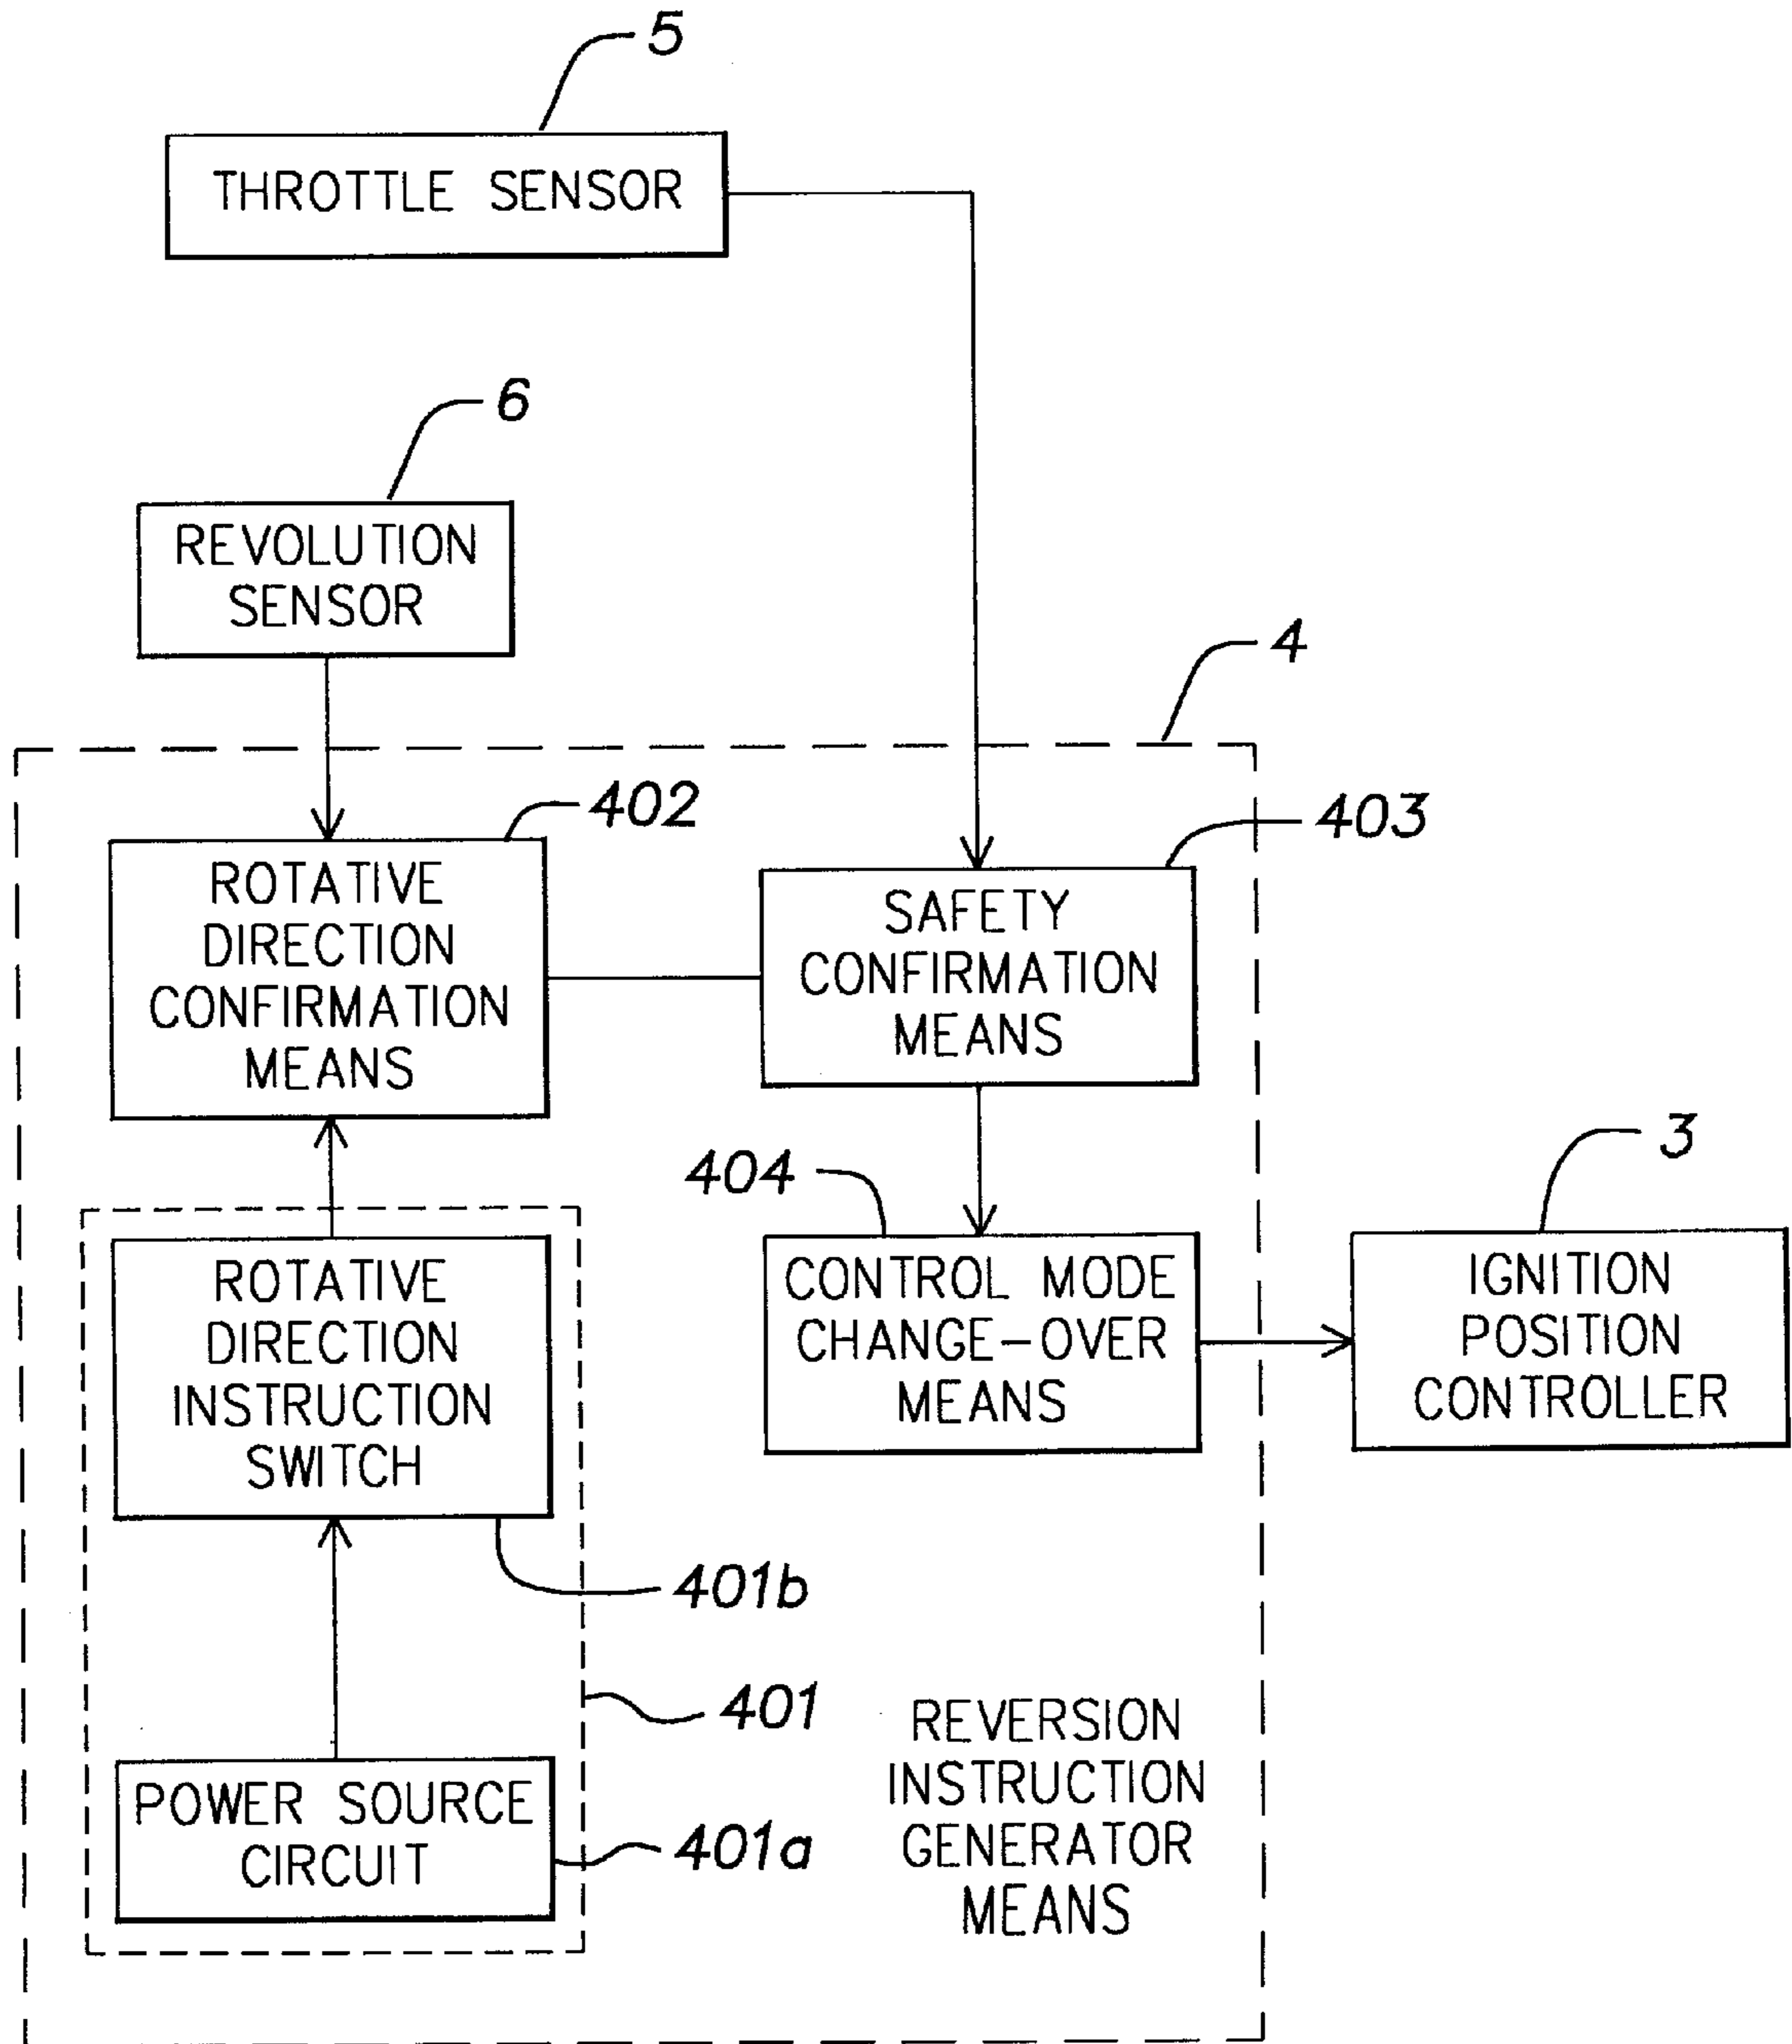 5
THROTTLE SENSOR
6
REVOLUTION
SENSOR
4
402
403
ROTATIVE
DIRECTION
CONFIRMATION
MEANS
SAFETY
CONFIRMATION
MEANS
404
3
ROTATIVE
DIRECTION
INSTRUCTION
SWITCH
CONTROL MODE
CHANGE-OVER
MEANS
IGNITION
POSITION
CONTROLLER
401b
401
POWER SOURCE
CIRCUIT
401a
REVERSION
INSTRUCTION
GENERATOR
MEANS